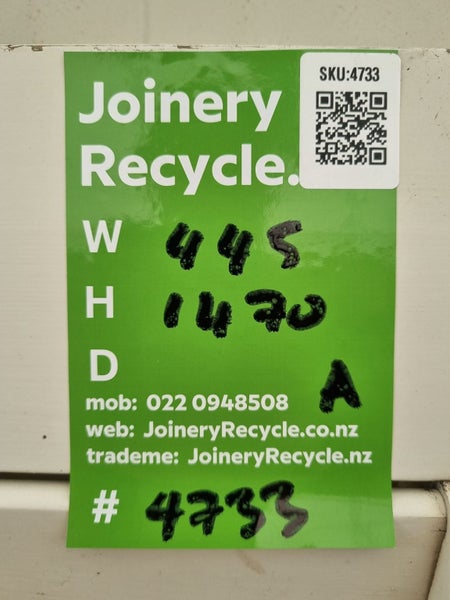 SKU:4733
Joinery
Recycle.
W 445
H 1470
D
A
mob: 022 0948508
web: JoineryRecycle.co.nz
trademe: JoineryRecycle.nz
# 4733